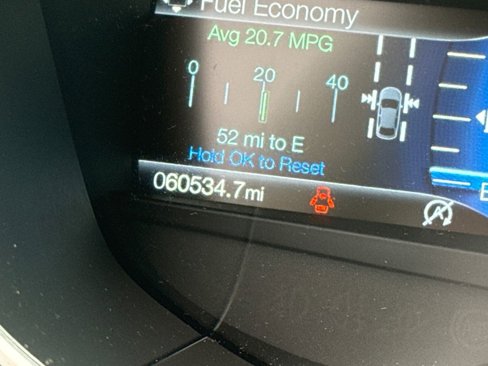 Fuel Economy
Avg 20.7 MPG
0 20 40
52 mi to E
Hold OK to Reset
060534.7mi